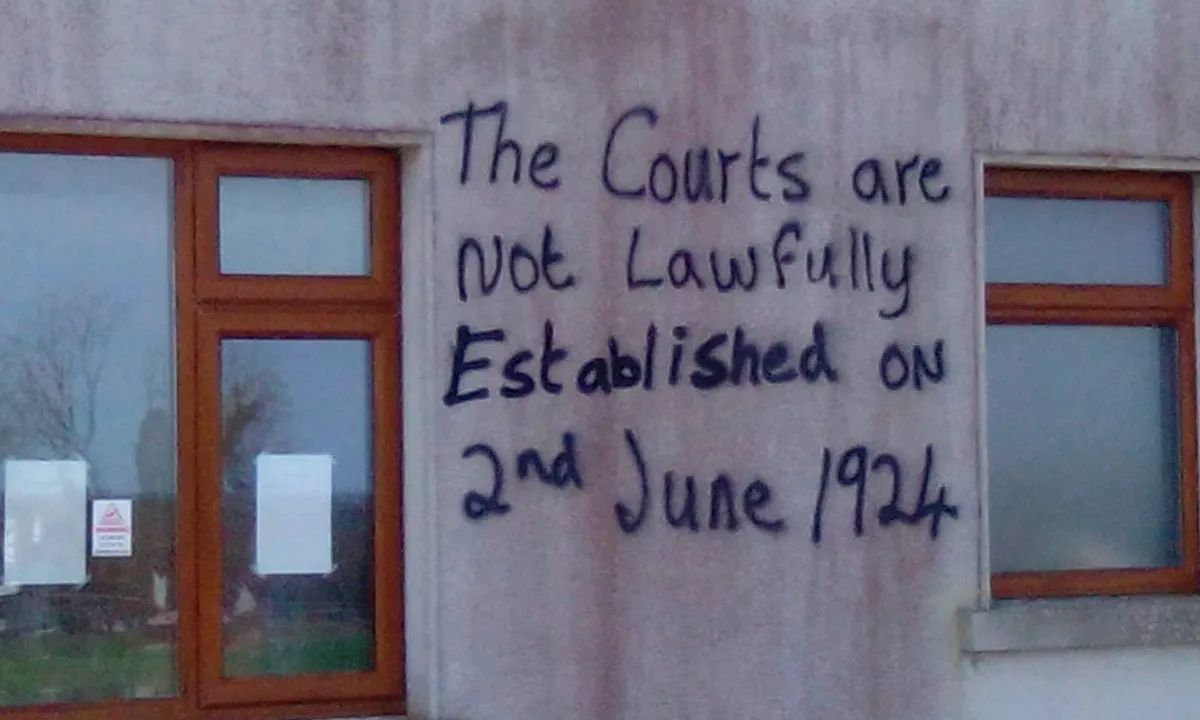 The Courts are
Not Lawfully
Established ON
2nd June 1924